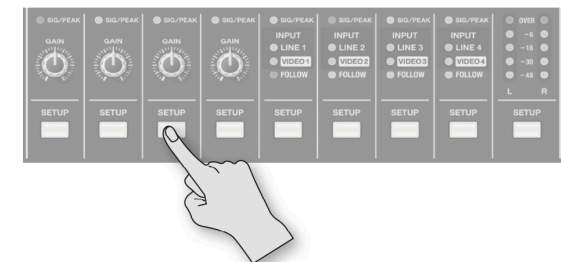 SIG/PEAK SIG/PEAK SIG/PEAK SIG/PEAK SIG/PEAK SIG/PEAK SIG/PEAK SIG/PEAK OVER
GAIN GAIN GAIN GAIN INPUT INPUT INPUT INPUT -6
LINE 1 LINE 2 LINE 3 LINE 4 -18
VIDEO 1 VIDEO 2 VIDEO 3 VIDEO 4 -30
FOLLOW FOLLOW FOLLOW FOLLOW -48
L R
SETUP SETUP SETUP SETUP SETUP SETUP SETUP SETUP SETUP